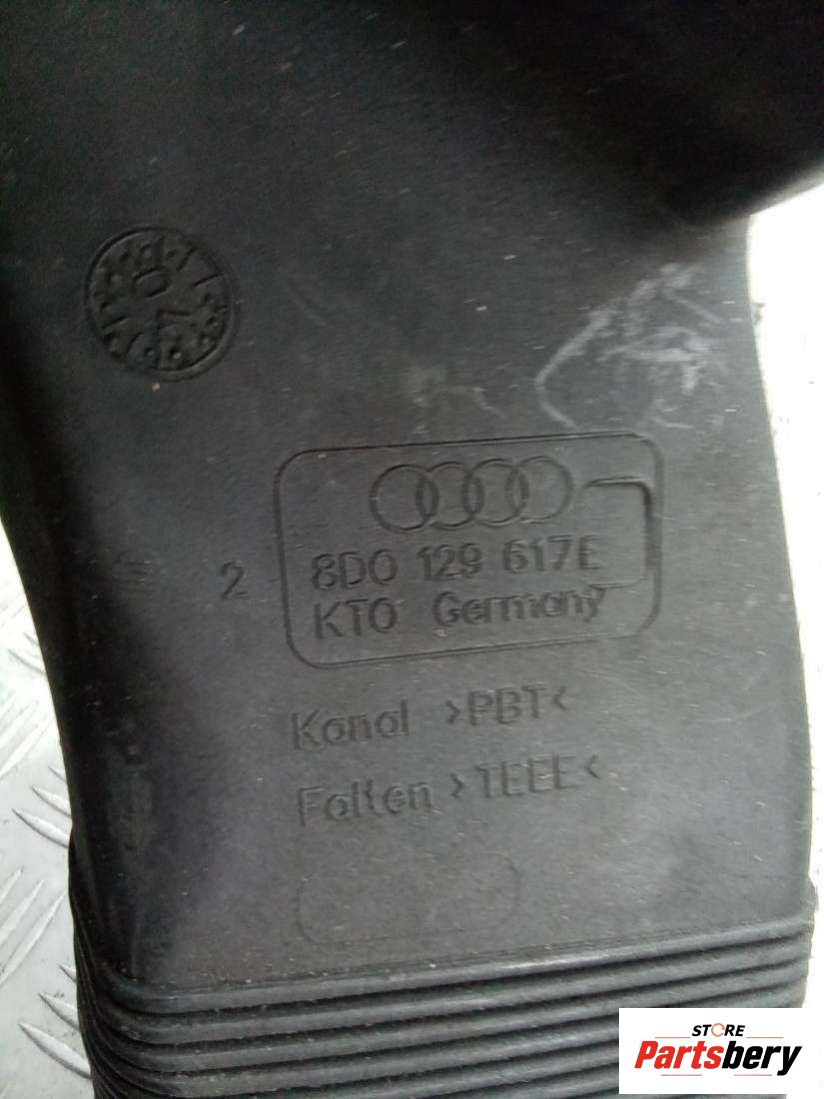 2
8D0 129 617E
KTO Germany
Kanal >PBT<
Falten >TEEE<
STORE
Partsbery